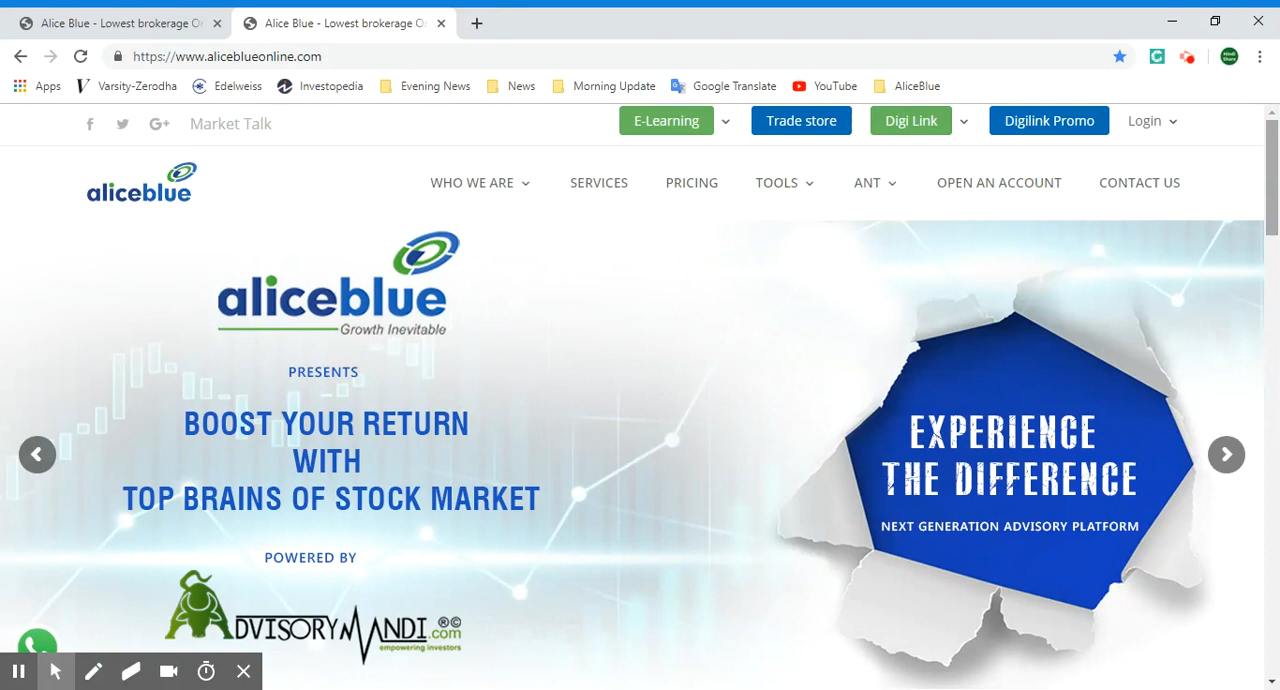 Alice Blue - Lowest brokerage O
Alice Blue - Lowest brokerage O
https://www.aliceblueonline.com
Apps
Varsity-Zerodha
Edelweiss
Investopedia
Evening News
News
Morning Update
Google Translate
YouTube
AliceBlue
Market Talk
E-Learning
Trade store
Digi Link
Digilink Promo
Login
aliceblue
WHO WE ARE
SERVICES
PRICING
TOOLS
ANT
OPEN AN ACCOUNT
CONTACT US
aliceblue
Growth Inevitable
PRESENTS
BOOST YOUR RETURN
WITH
TOP BRAINS OF STOCK MARKET
POWERED BY
ADVISORYMANDI.com ®©
empowering investors
EXPERIENCE
THE DIFFERENCE
NEXT GENERATION ADVISORY PLATFORM